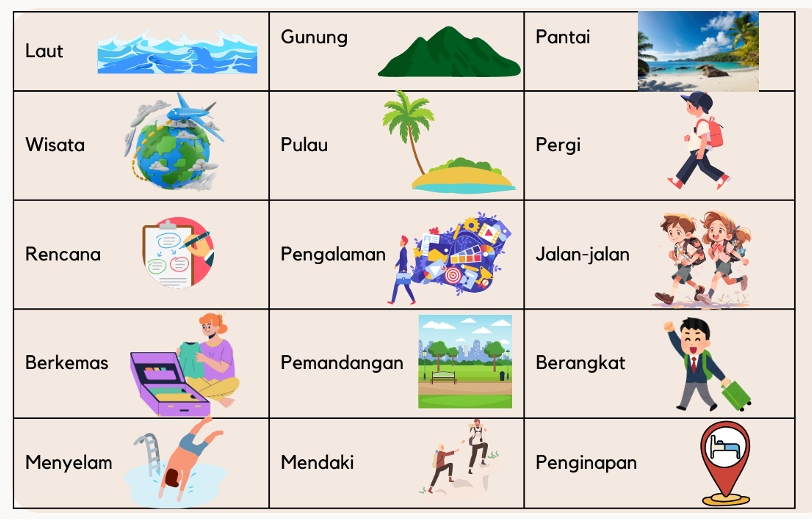 Laut
Gunung
Pantai
Wisata
Pulau
Pergi
Rencana
Pengalaman
Jalan-jalan
Berkemas
Pemandangan
Berangkat
Menyelam
Mendaki
Penginapan